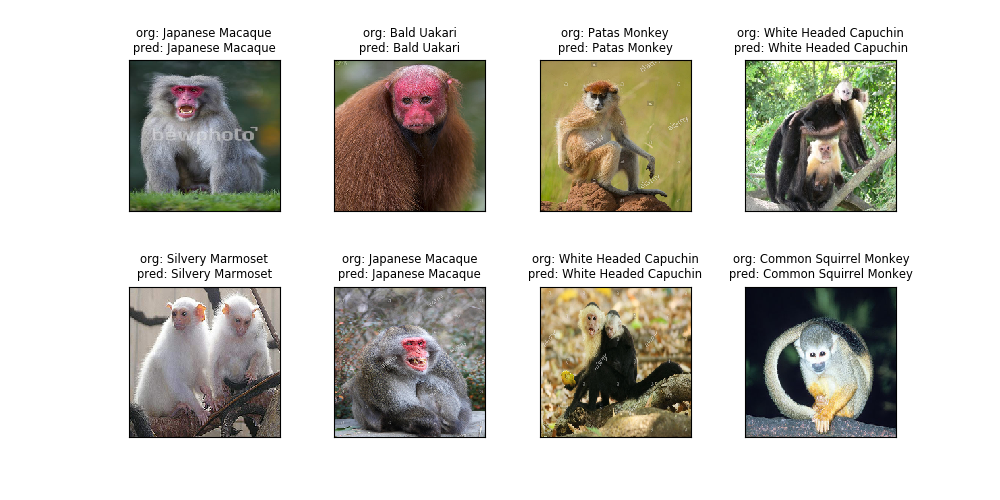 org: Japanese Macaque
pred: Japanese Macaque
org: Bald Uakari
pred: Bald Uakari
org: Patas Monkey
pred: Patas Monkey
org: White Headed Capuchin
pred: White Headed Capuchin
bewphoto
org: Silvery Marmoset
pred: Silvery Marmoset
org: Japanese Macaque
pred: Japanese Macaque
org: White Headed Capuchin
pred: White Headed Capuchin
org: Common Squirrel Monkey
pred: Common Squirrel Monkey